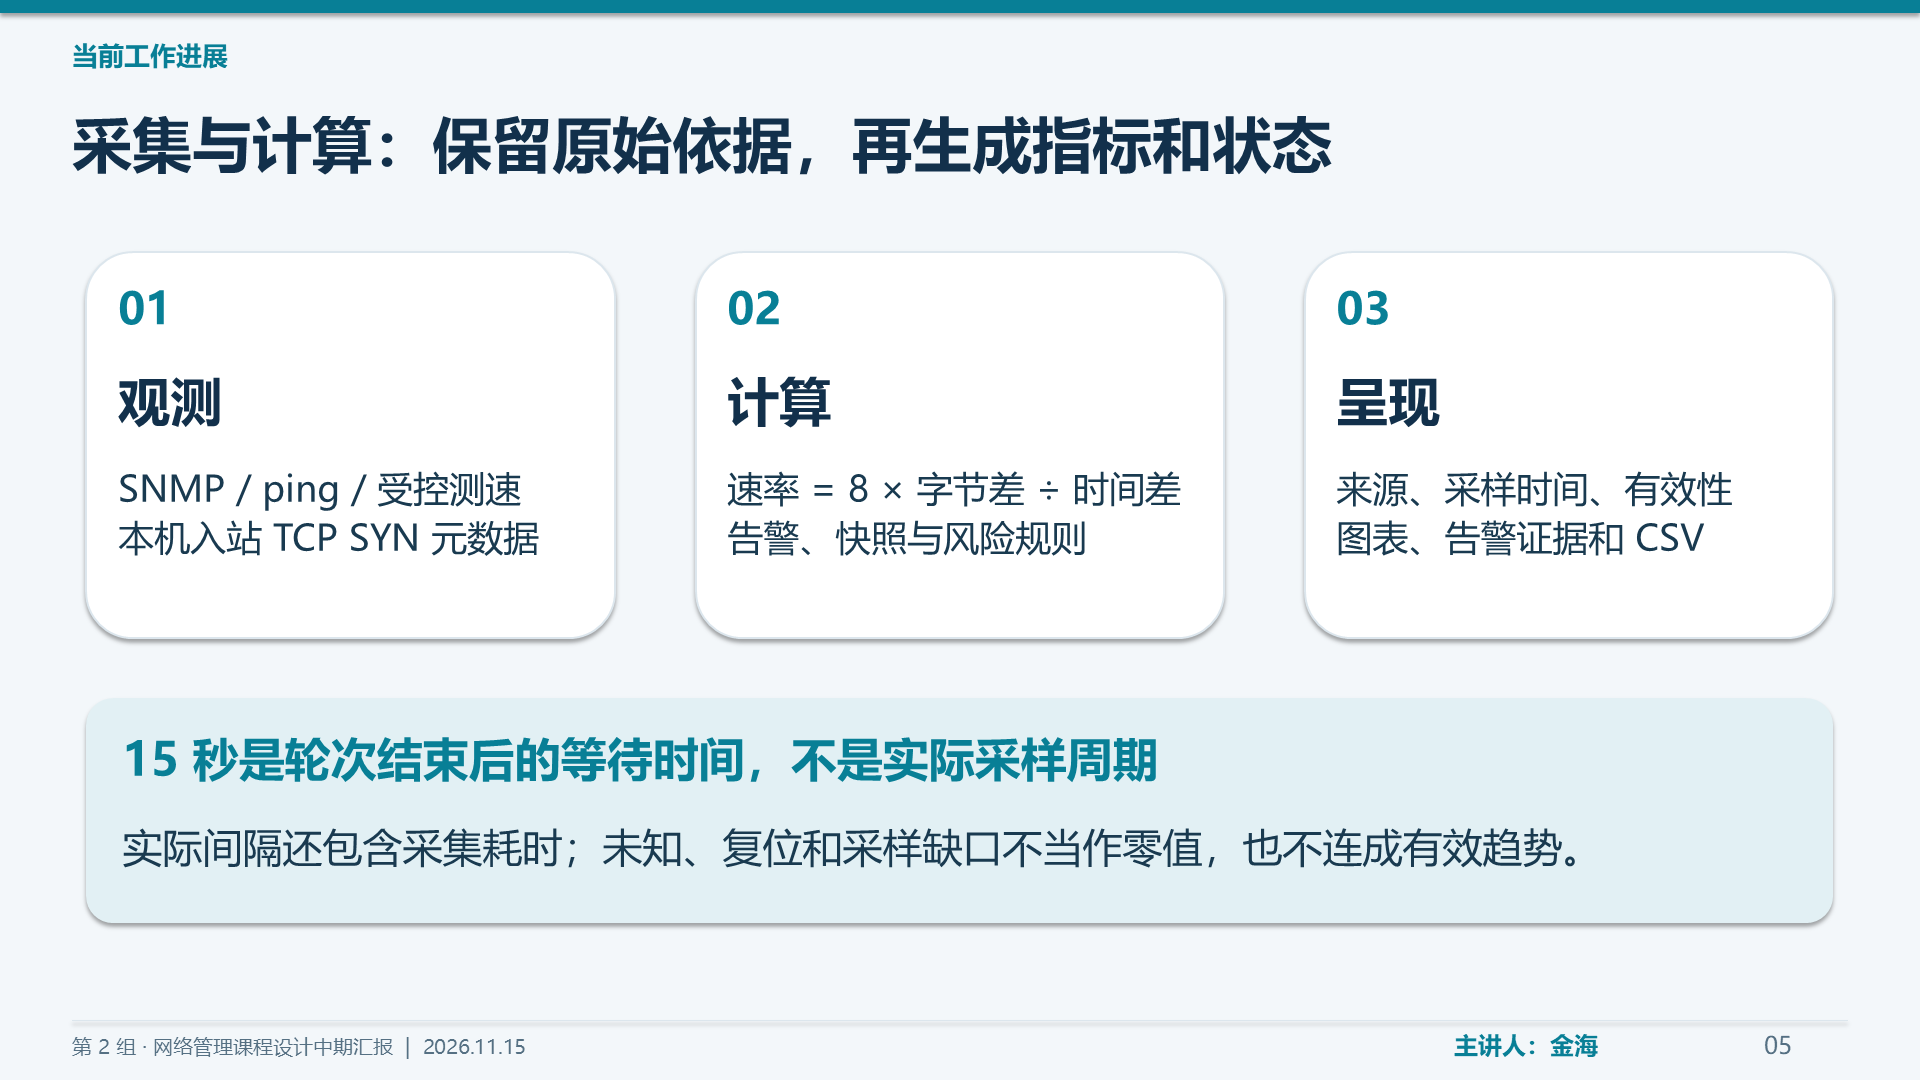 当前工作进展
采集与计算：保留原始依据，再生成指标和状态
01
观测
SNMP / ping / 受控测速
本机入站 TCP SYN 元数据
02
计算
速率 = 8 × 字节差 ÷ 时间差
告警、快照与风险规则
03
呈现
来源、采样时间、有效性
图表、告警证据和 CSV
15 秒是轮次结束后的等待时间，不是实际采样周期
实际间隔还包含采集耗时；未知、复位和采样缺口不当作零值，也不连成有效趋势。
第 2 组 · 网络管理课程设计中期汇报 | 2026.11.15
主讲人：金海
05